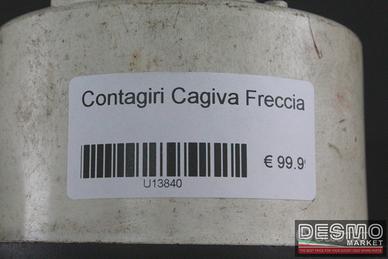 Contagiri Cagiva Freccia
€ 99.9
U13840
DESMO
MARKET